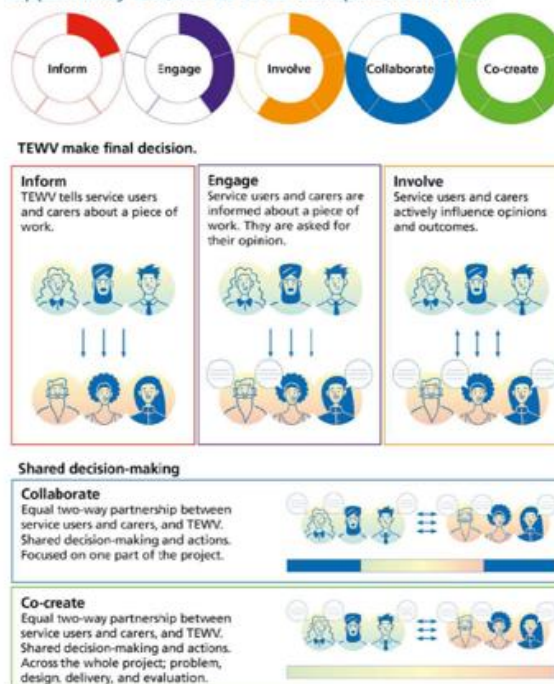 Inform
Engage
Involve
Collaborate
Co-create
TEWV make final decision.
Inform
TEWV tells service users
and carers about a piece of
work.
Engage
Service users and carers are
informed about a piece of
work. They are asked for
their opinion.
Involve
Service users and carers
actively influence opinions
and outcomes.
Shared decision-making
Collaborate
Equal two-way partnership between
service users and carers, and TEWV.
Shared decision-making and actions.
Focused on one part of the project.
Co-create
Equal two-way partnership between
service users and carers, and TEWV.
Shared decision-making and actions.
Across the whole project; problem,
design, delivery, and evaluation.